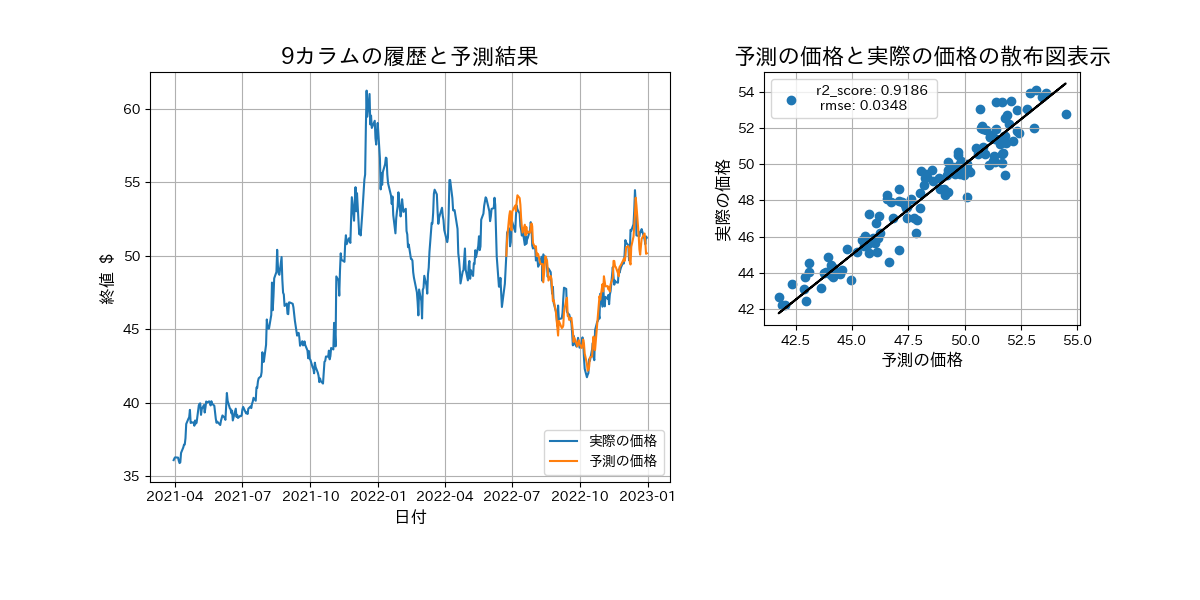 9カラムの履歴と予測結果
終値 $
60
55
50
45
40
35
2021-04 2021-07 2021-10 2022-01 2022-04 2022-07 2022-10 2023-01
日付
実際の価格
予測の価格
予測の価格と実際の価格の散布図表示
r2_score: 0.9186
rmse: 0.0348
実際の価格
54
52
50
48
46
44
42
42.5 45.0 47.5 50.0 52.5 55.0
予測の価格